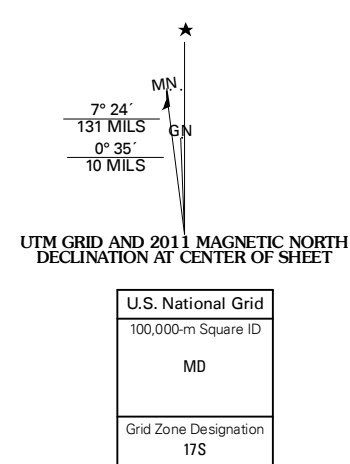 MN
7° 24´
131 MILS
GN
0° 35´
10 MILS
UTM GRID AND 2011 MAGNETIC NORTH
DECLINATION AT CENTER OF SHEET
U.S. National Grid
100,000-m Square ID
MD
Grid Zone Designation
17S